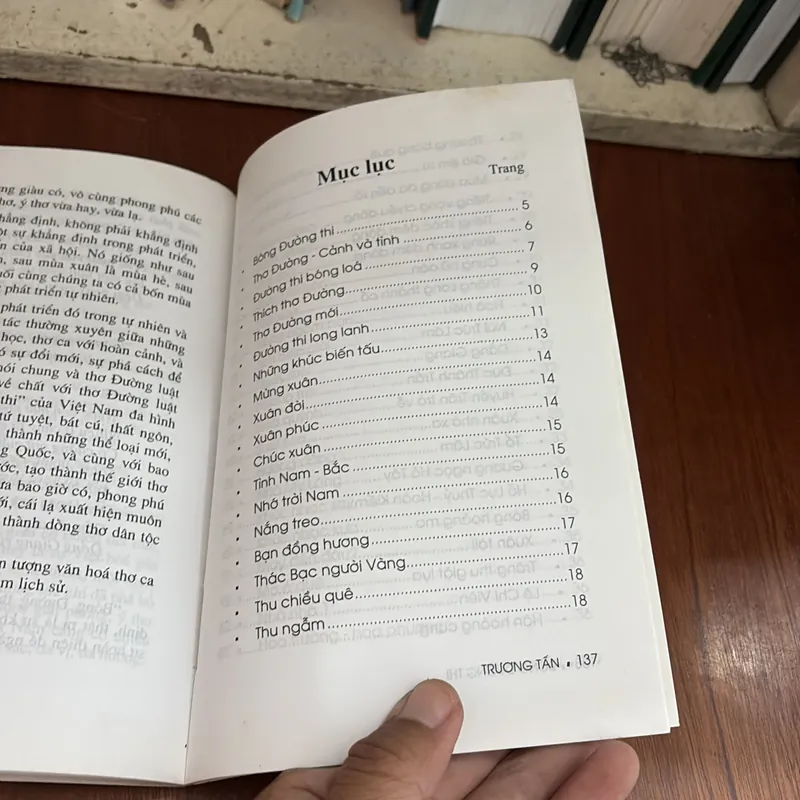 ng giàu có, vô cùng phong phú các
hơ, ý thơ vừa hay, vừa lạ.
hẳng định, không phải khẳng định
ột sự khẳng định trong phát triển,
ển của xã hội. Nó giống như sau
, sau mùa xuân là mùa hè, sau
uối cùng chúng ta có cả bốn mùa
phát triển tự nhiên.
phát triển đó trong tự nhiên và
tác thường xuyên giữa những
học, thơ ca với hoàn cảnh, và
ó sự đổi mới, sự phá cách để
nói chung và thơ Đường luật
về chất với thơ Đường luật
thi” của Việt Nam đa hình
tứ tuyệt, bát cú, thất ngôn,
thành những thể loại mới,
g Quốc, và cùng với bao
ước, tạo thành thế giới thơ
ưa bao giờ có, phong phú
ới, cái lạ xuất hiện muôn
thành dòng thơ dân tộc
n tượng văn hoá thơ ca
m lịch sử.
Mục lục
Trang
• Bóng Đường thi 5
• Thơ Đường - Cảnh và tình 6
• Đường thi bóng loá 7
• Thích thơ Đường 9
• Thơ Đường mới 10
• Đường thi long lanh 11
• Những khúc biến tấu 13
• Mừng xuân 14
• Xuân đời 14
• Xuân phúc 14
• Chúc xuân 15
• Tình Nam - Bắc 15
• Nhớ trời Nam 16
• Nắng treo 16
• Bạn đồng hương 17
• Thác Bạc người Vàng 17
• Thu chiều quê 18
• Thu ngẫm 18
TRƯƠNG TẤN ▪ 137